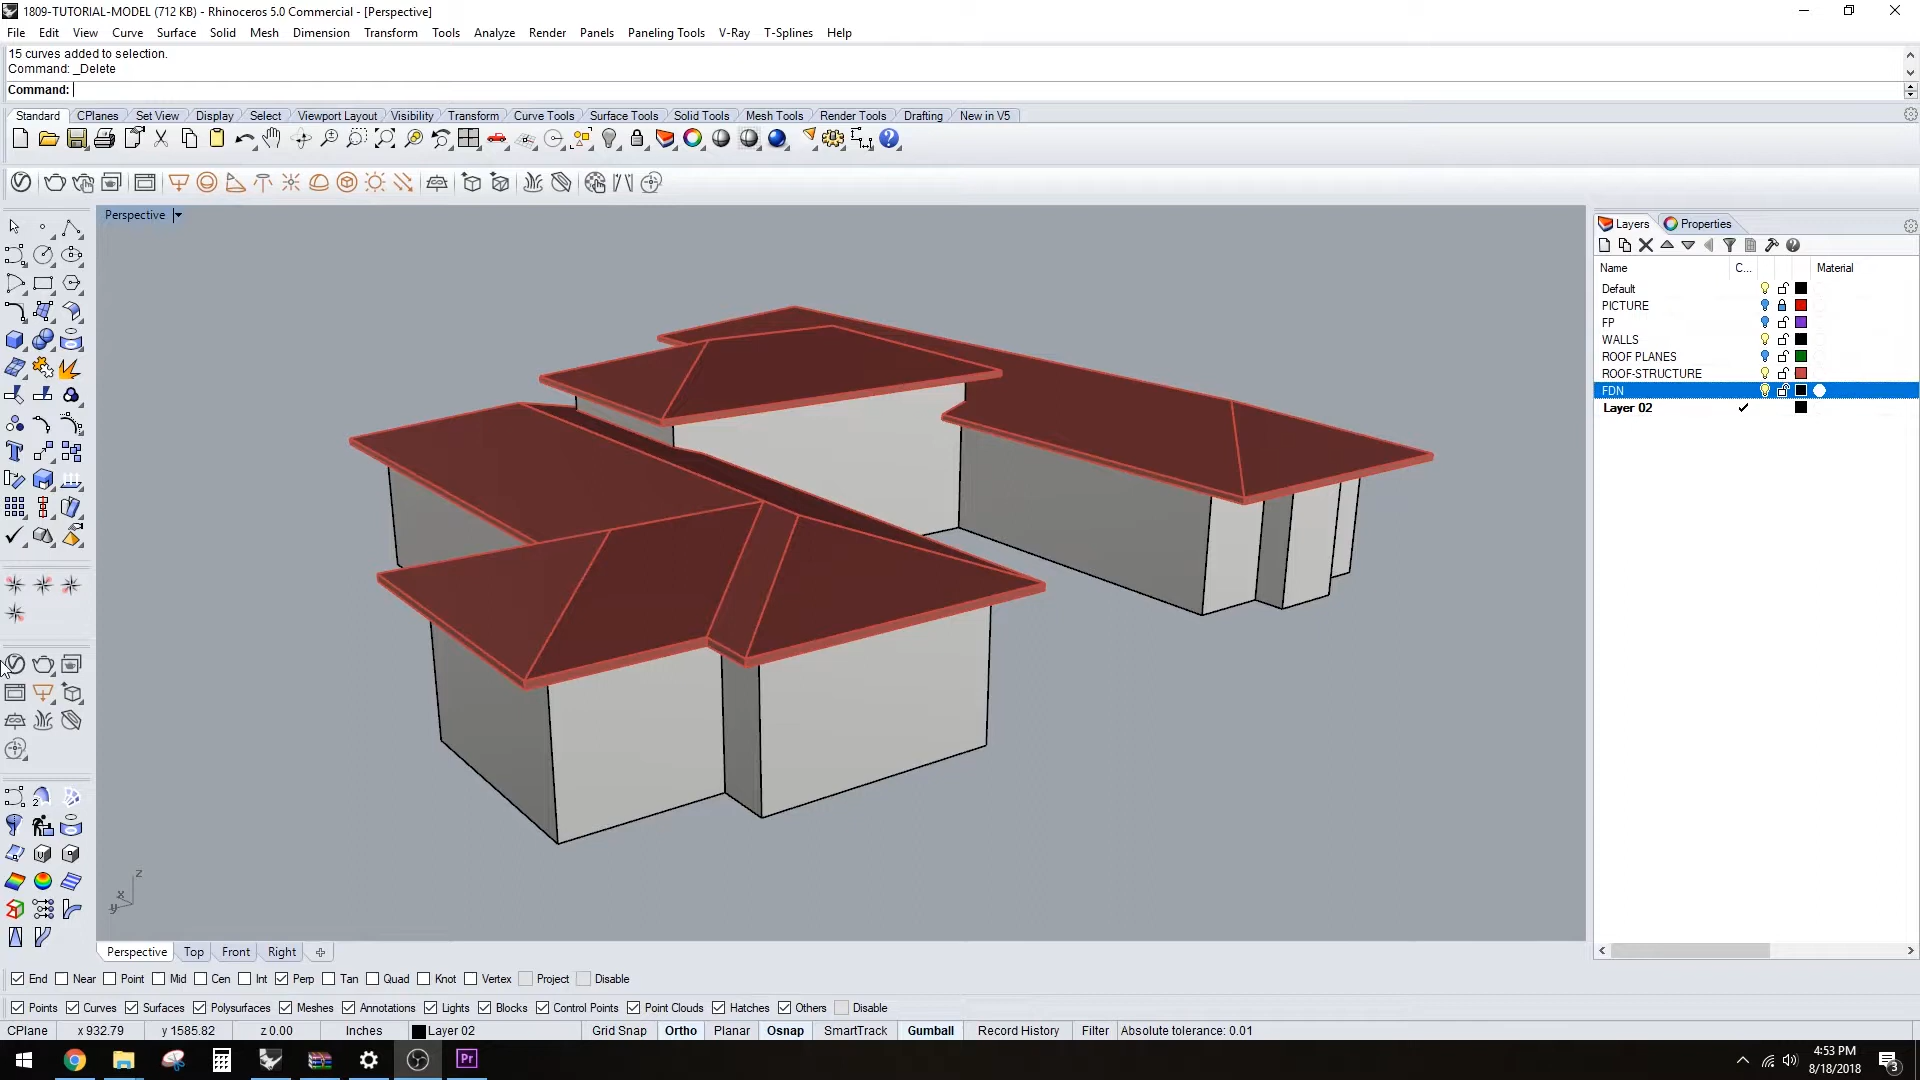 1809-TUTORIAL-MODEL (712 KB) - Rhinoceros 5.0 Commercial - [Perspective]
File Edit View Curve Surface Solid Mesh Dimension Transform Tools Analyze Render Panels Paneling Tools V-Ray T-Splines Help
15 curves added to selection.
Command: _Delete
Command:
Standard CPlanes Set View Display Select Viewport Layout Visibility Transform Curve Tools Surface Tools Solid Tools Mesh Tools Render Tools Drafting New in V5
Perspective
Layers Properties
Name C... Material
Default
PICTURE
FP
WALLS
ROOF PLANES
ROOF-STRUCTURE
FDN
Layer 02
z
x
y
Perspective Top Front Right
End Near Point Mid Cen Int Perp Tan Quad Knot Vertex Project Disable
Points Curves Surfaces Polysurfaces Meshes Annotations Lights Blocks Control Points Point Clouds Hatches Others Disable
CPlane x 932.79 y 1585.82 z 0.00 Inches Layer 02 Grid Snap Ortho Planar Osnap SmartTrack Gumball Record History Filter Absolute tolerance: 0.01
Pr
4:53 PM
8/18/2018
3